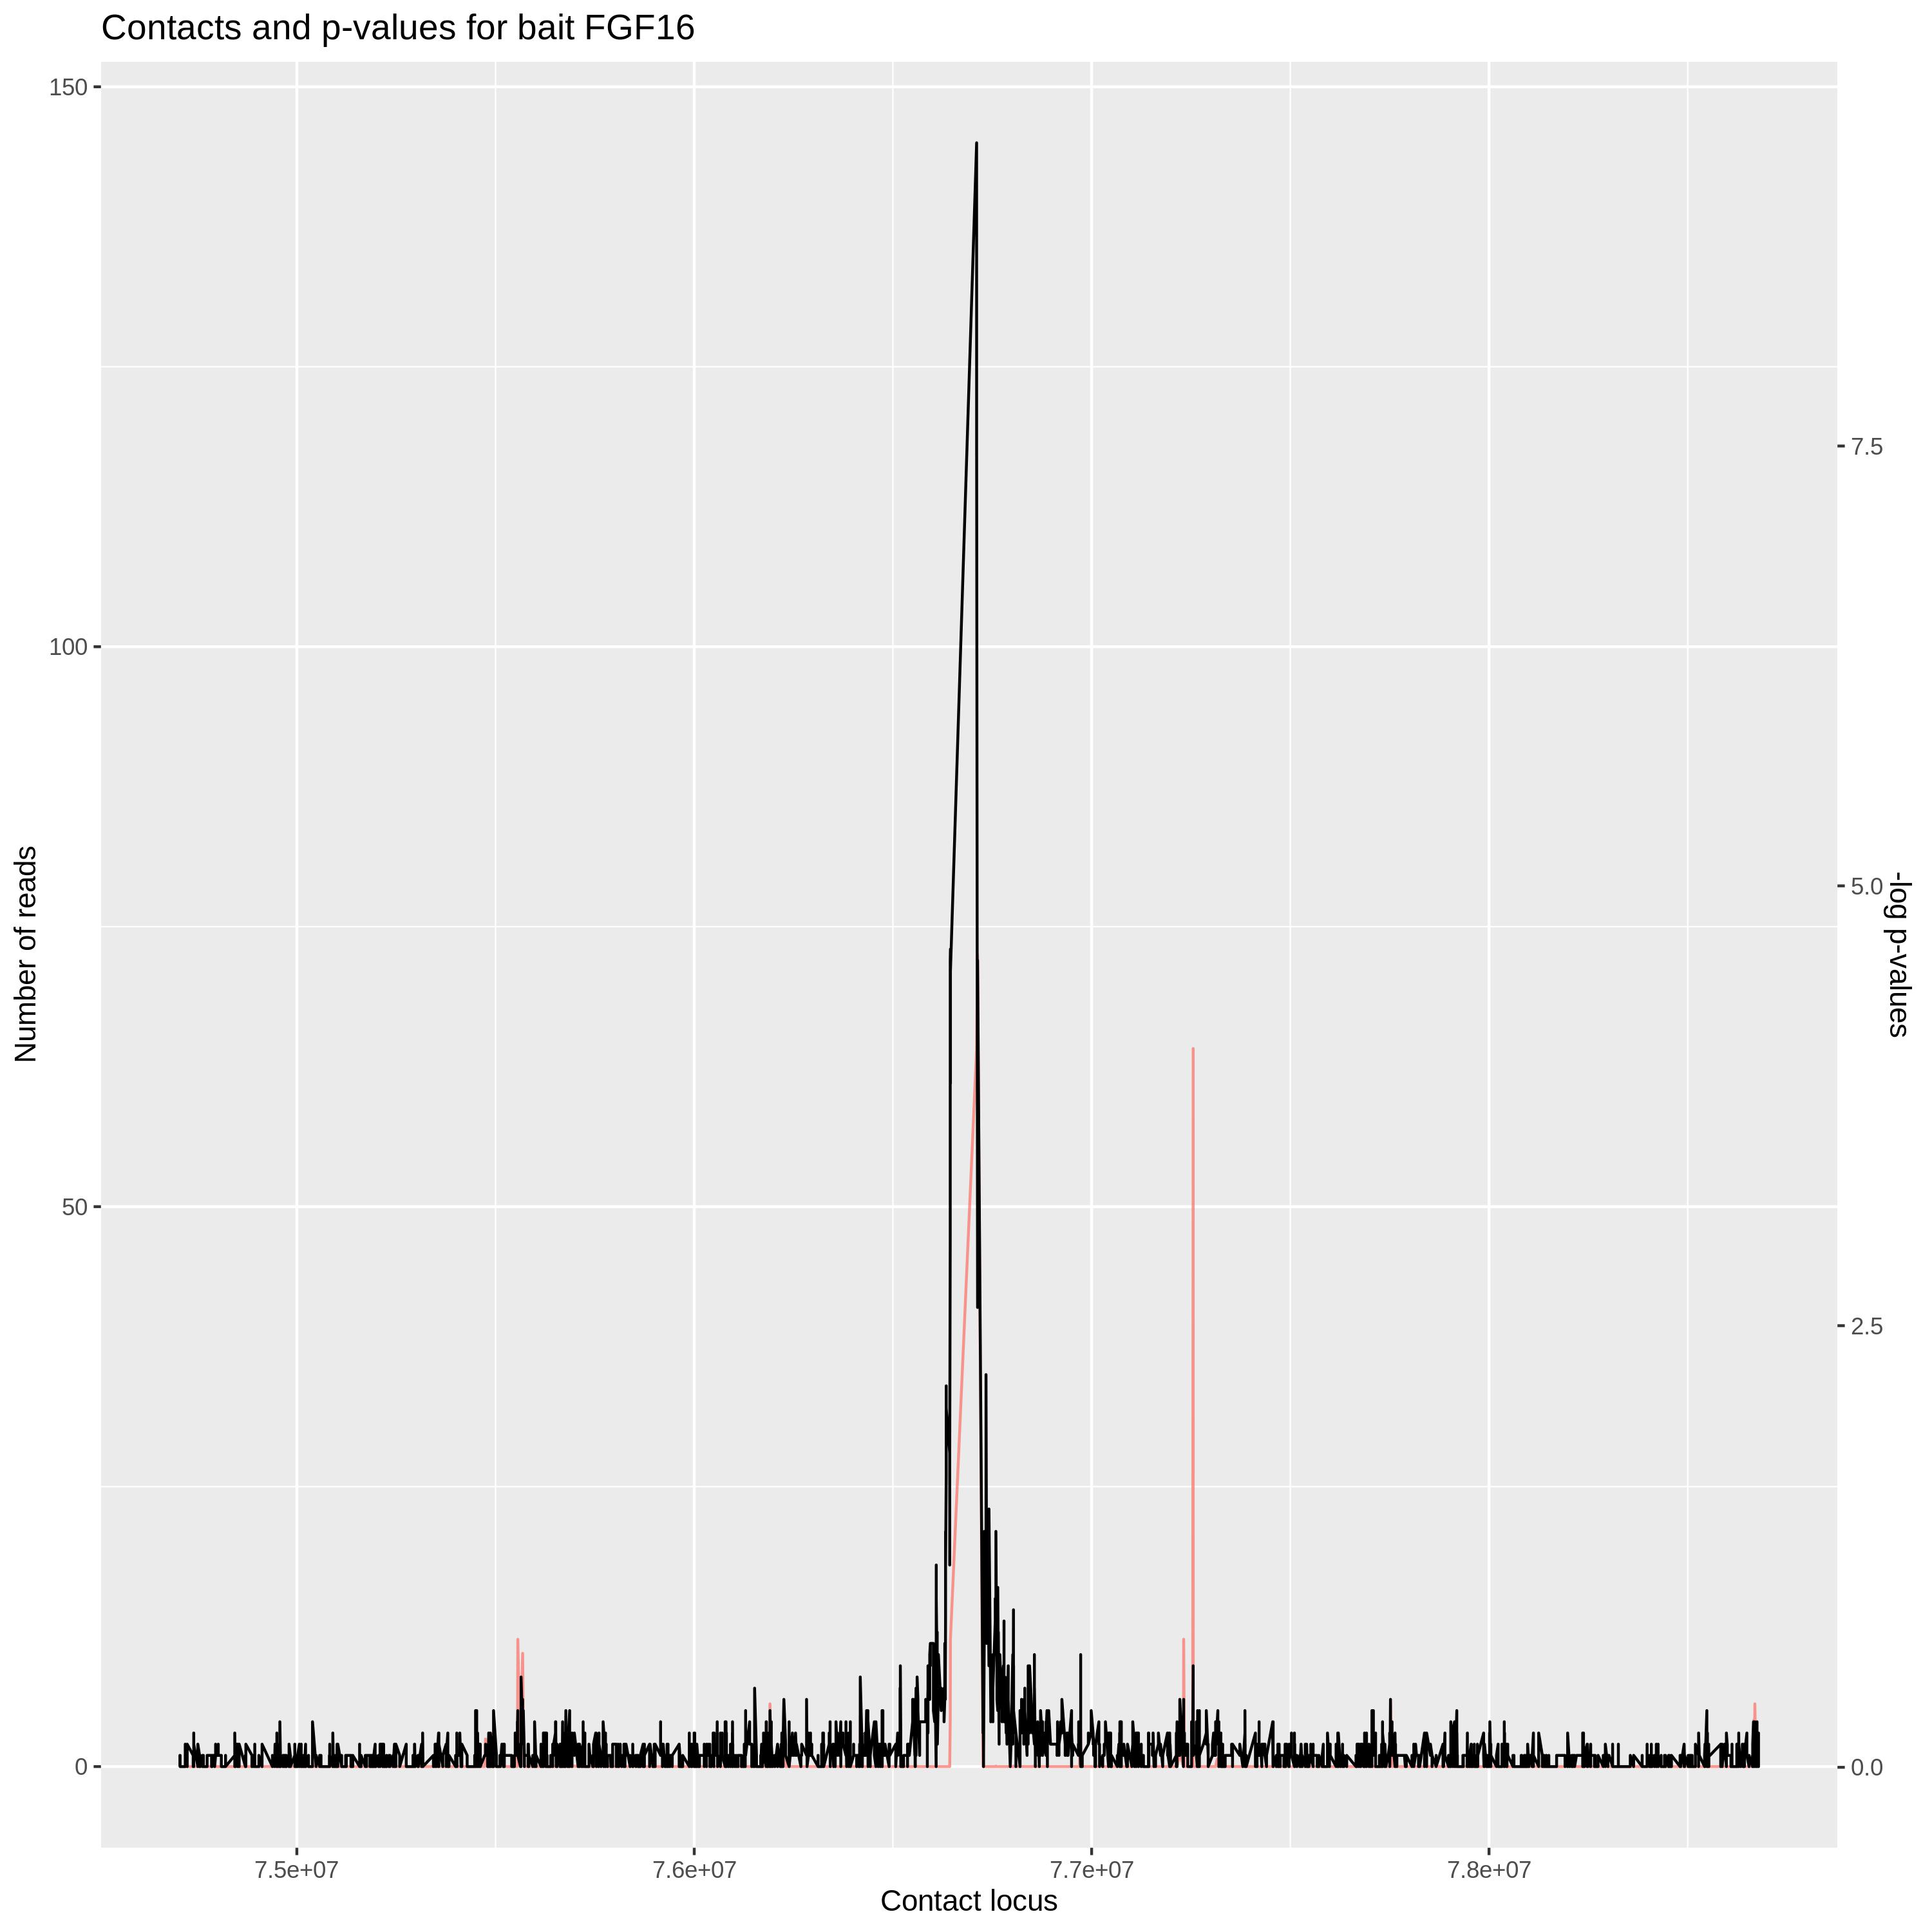 Contacts and p-values for bait FGF16
150
100
50
0
Number of reads
7.5
5.0
2.5
0.0
-log p-values
7.5e+07 7.6e+07 7.7e+07 7.8e+07
Contact locus